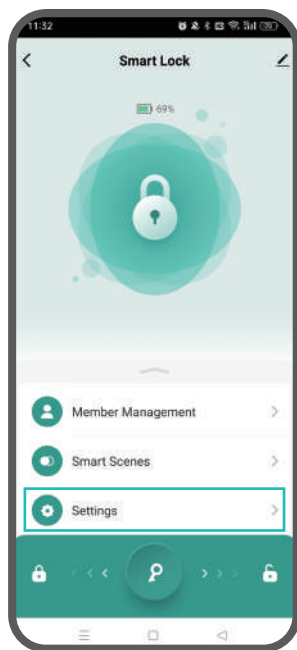 11:32
Smart Lock
69%
Member Management
Smart Scenes
Settings